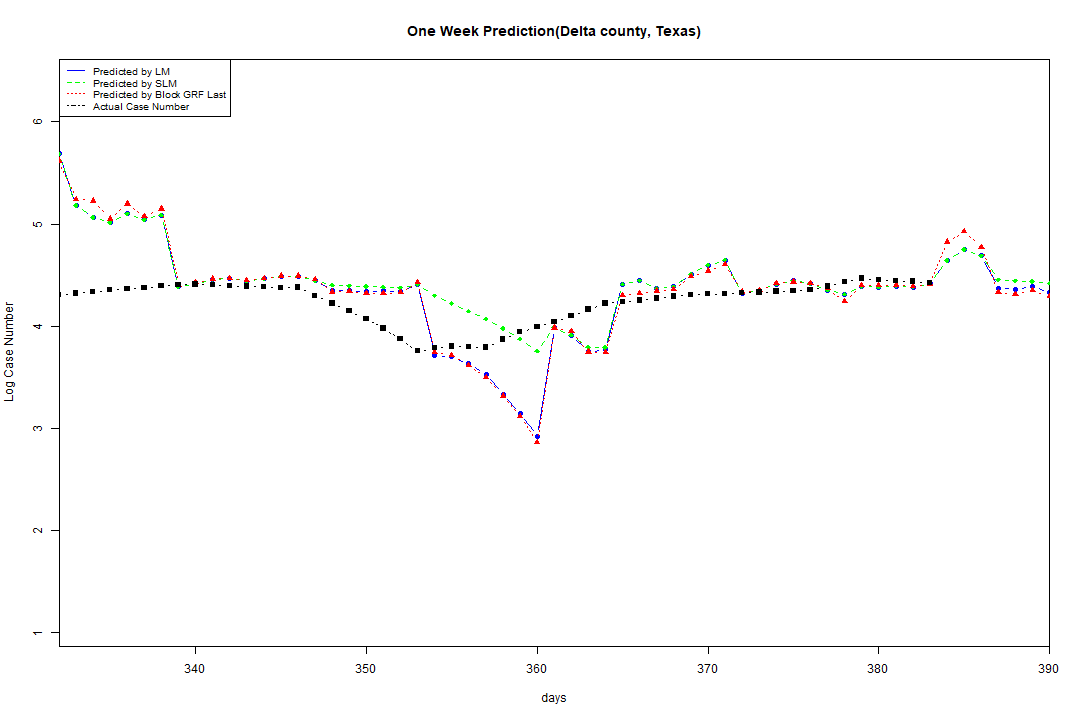 One Week Prediction(Delta county, Texas)
Predicted by LM
Predicted by SLM
Predicted by Block GRF Last
Actual Case Number
6
5
4
3
2
1
Log Case Number
340 350 360 370 380 390
days